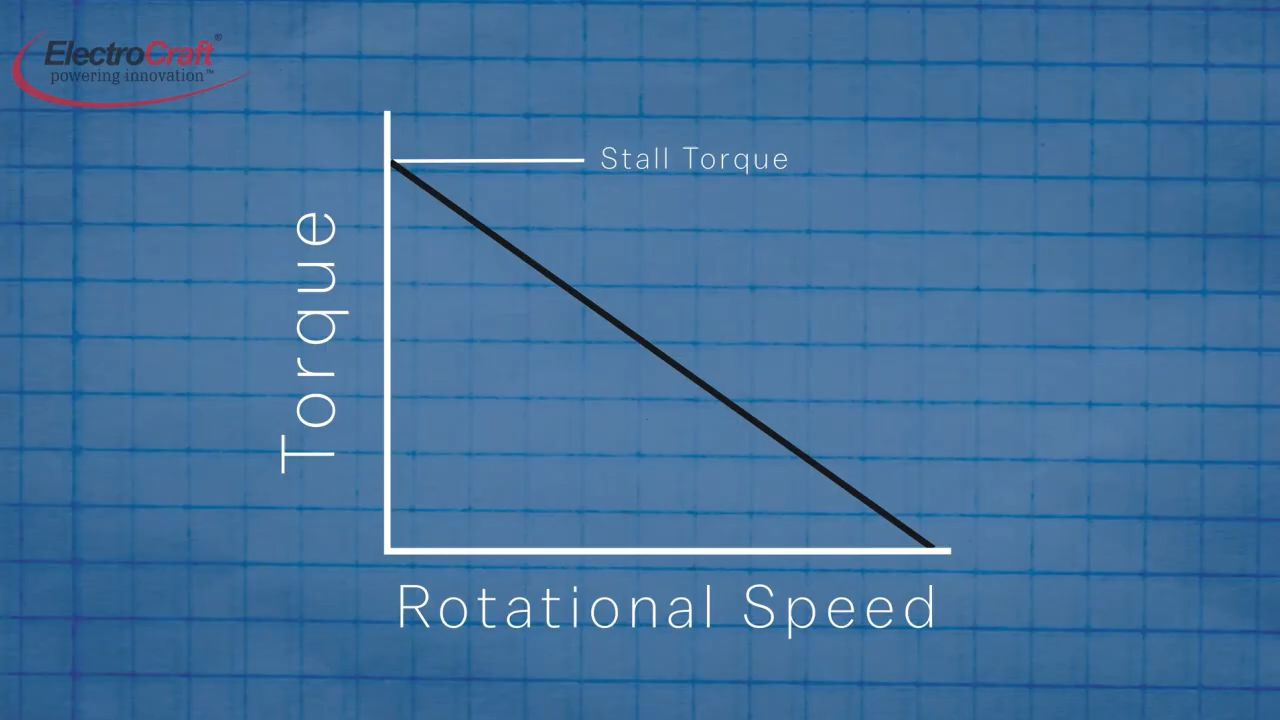 ElectroCraft®
powering innovation™
Stall Torque
Torque
Rotational Speed